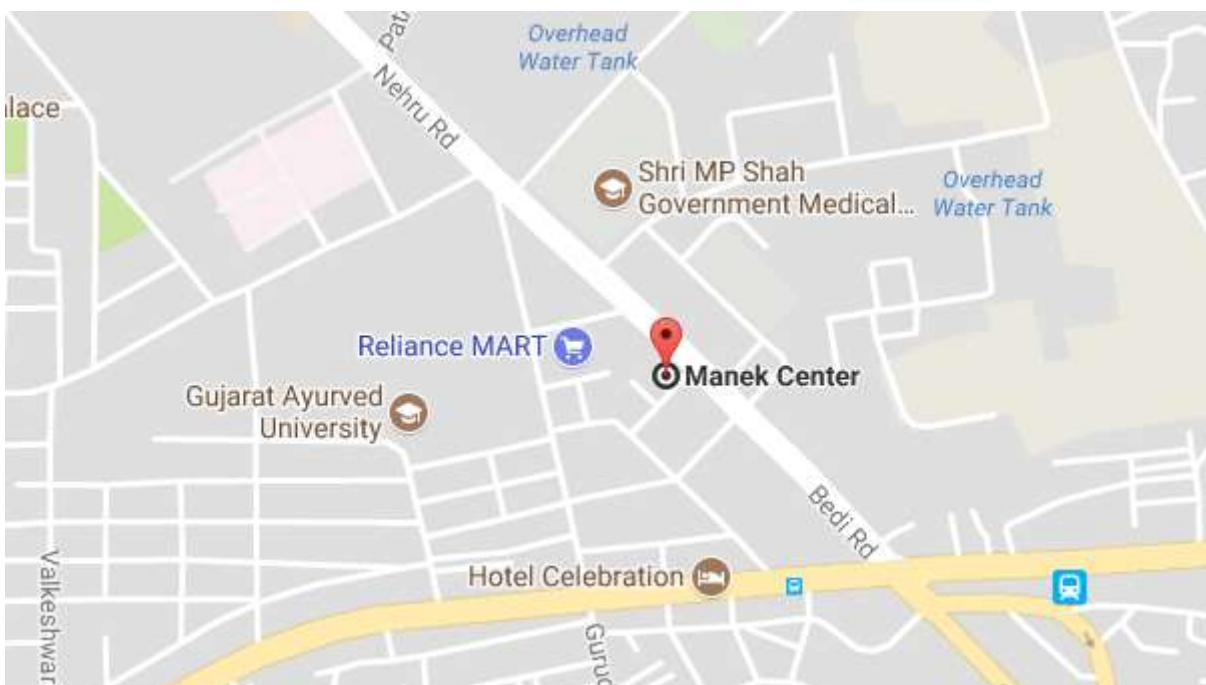 Overhead
Water Tank
Nehru Rd
Shri MP Shah
Government Medical...
Overhead
Water Tank
Reliance MART
Manek Center
Gujarat Ayurved
University
Bedi Rd
Hotel Celebration